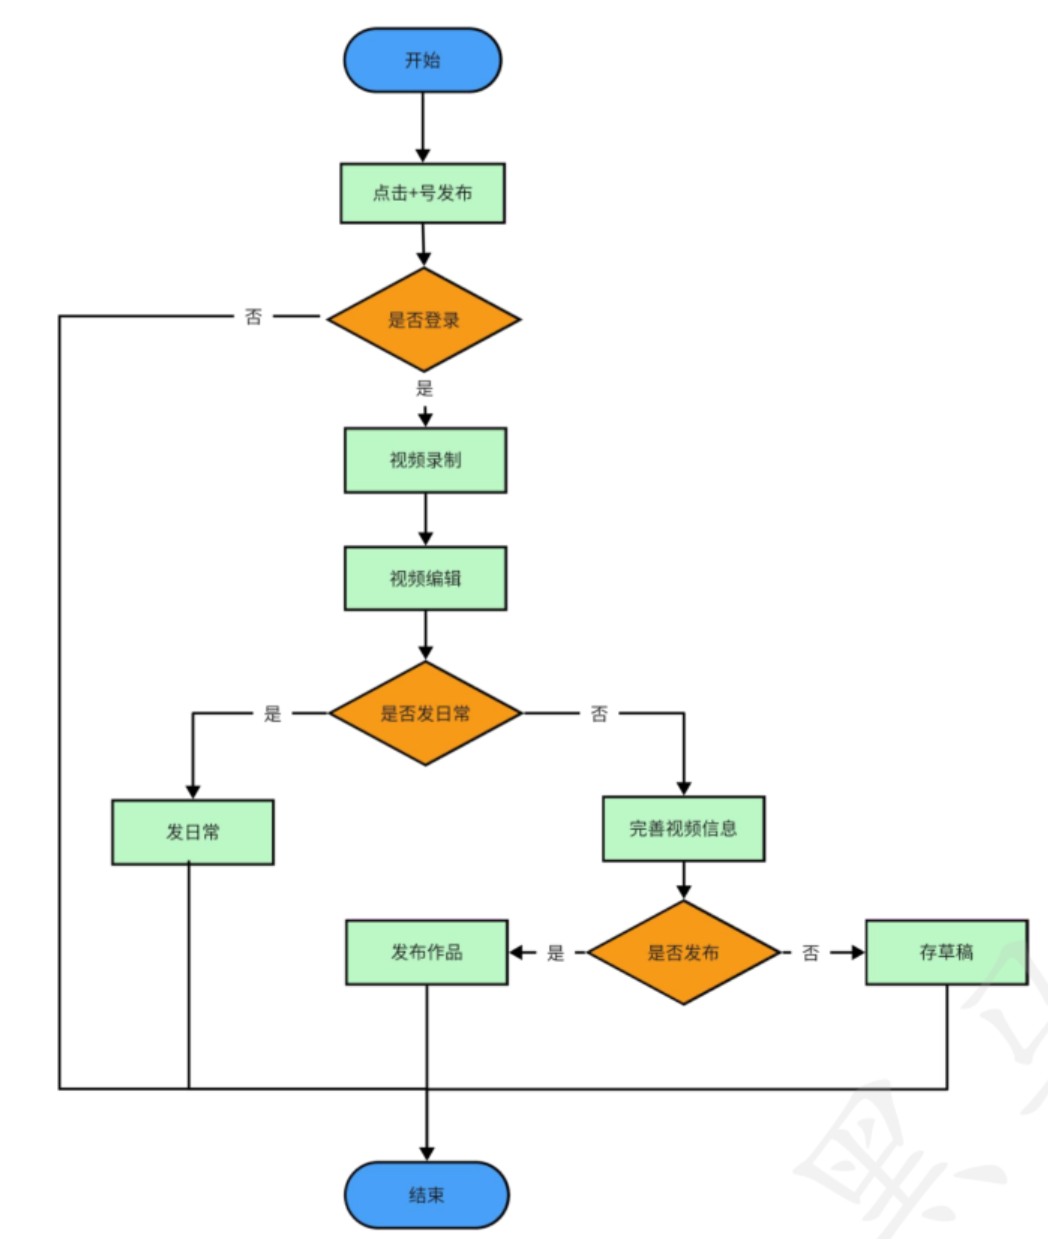 开始
点击+号发布
是否登录
否
是
视频录制
视频编辑
是否发日常
是
否
发日常
完善视频信息
发布作品
是
是否发布
否
存草稿
结束
黑